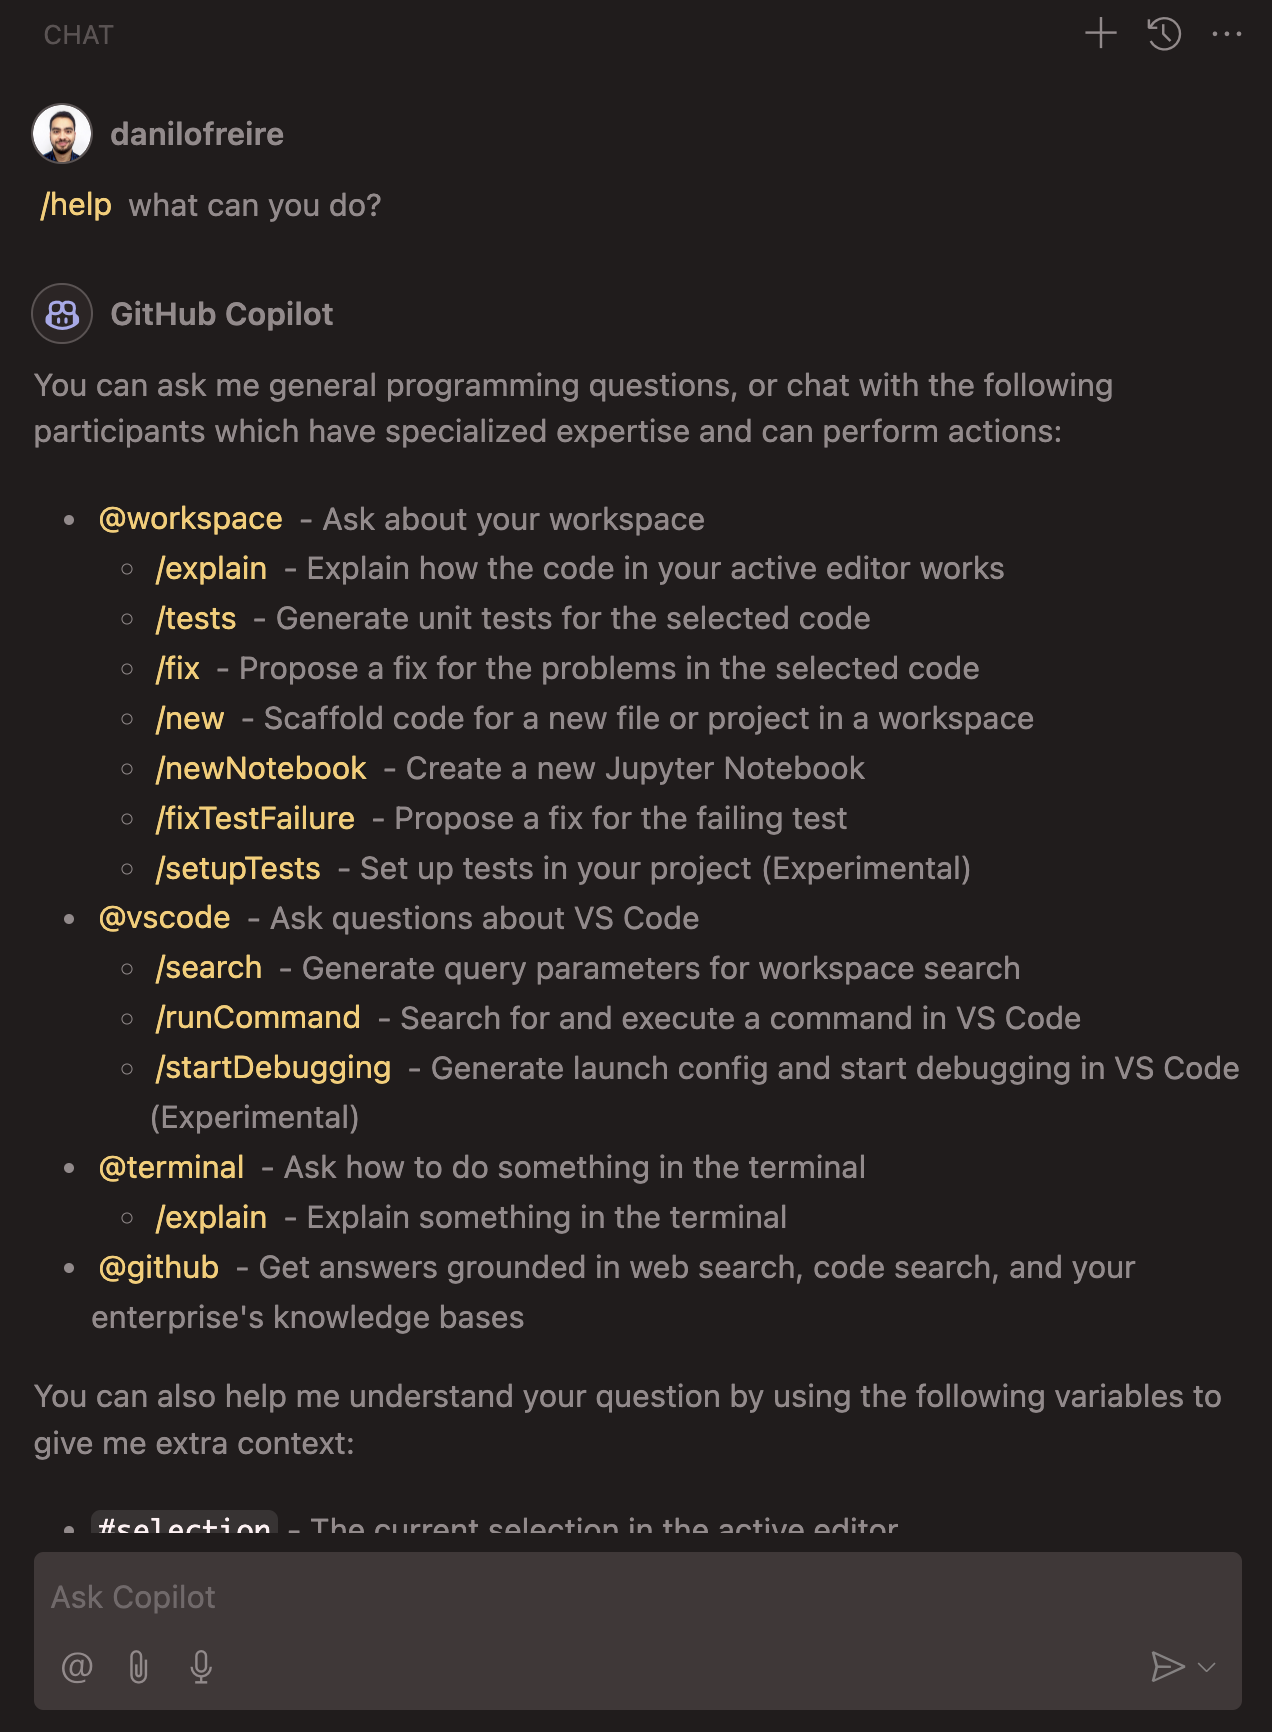 CHAT
danilofreire
/help what can you do?
GitHub Copilot
You can ask me general programming questions, or chat with the following
participants which have specialized expertise and can perform actions:
• @workspace - Ask about your workspace
○ /explain - Explain how the code in your active editor works
○ /tests - Generate unit tests for the selected code
○ /fix - Propose a fix for the problems in the selected code
○ /new - Scaffold code for a new file or project in a workspace
○ /newNotebook - Create a new Jupyter Notebook
○ /fixTestFailure - Propose a fix for the failing test
○ /setupTests - Set up tests in your project (Experimental)
• @vscode - Ask questions about VS Code
○ /search - Generate query parameters for workspace search
○ /runCommand - Search for and execute a command in VS Code
○ /startDebugging - Generate launch config and start debugging in VS Code
(Experimental)
• @terminal - Ask how to do something in the terminal
○ /explain - Explain something in the terminal
• @github - Get answers grounded in web search, code search, and your
enterprise's knowledge bases
You can also help me understand your question by using the following variables to
give me extra context:
• #selection - The current selection in the active editor
Ask Copilot